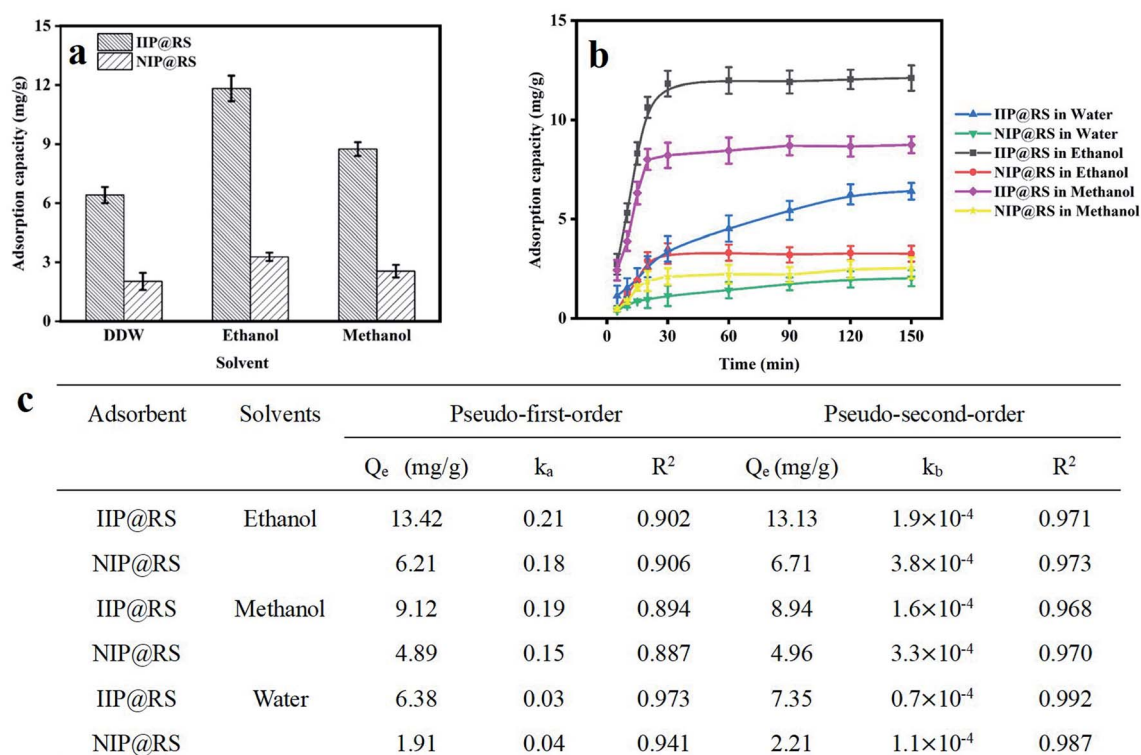 a
IIP@RS
NIP@RS
Adsorption capacity (mg/g)
15
12
9
6
3
0
DDW Ethanol Methanol
Solvent
b
Adsorption capacity (mg/g)
15
10
5
0
0 30 60 90 120 150
Time (min)
IIP@RS in Water
NIP@RS in Water
IIP@RS in Ethanol
NIP@RS in Ethanol
IIP@RS in Methanol
NIP@RS in Methanol
c
Adsorbent Solvents Pseudo-first-order Pseudo-second-order
Qe (mg/g) ka R² Qe (mg/g) kb R²
IIP@RS Ethanol 13.42 0.21 0.902 13.13 1.9×10⁻⁴ 0.971
NIP@RS 6.21 0.18 0.906 6.71 3.8×10⁻⁴ 0.973
IIP@RS Methanol 9.12 0.19 0.894 8.94 1.6×10⁻⁴ 0.968
NIP@RS 4.89 0.15 0.887 4.96 3.3×10⁻⁴ 0.970
IIP@RS Water 6.38 0.03 0.973 7.35 0.7×10⁻⁴ 0.992
NIP@RS 1.91 0.04 0.941 2.21 1.1×10⁻⁴ 0.987